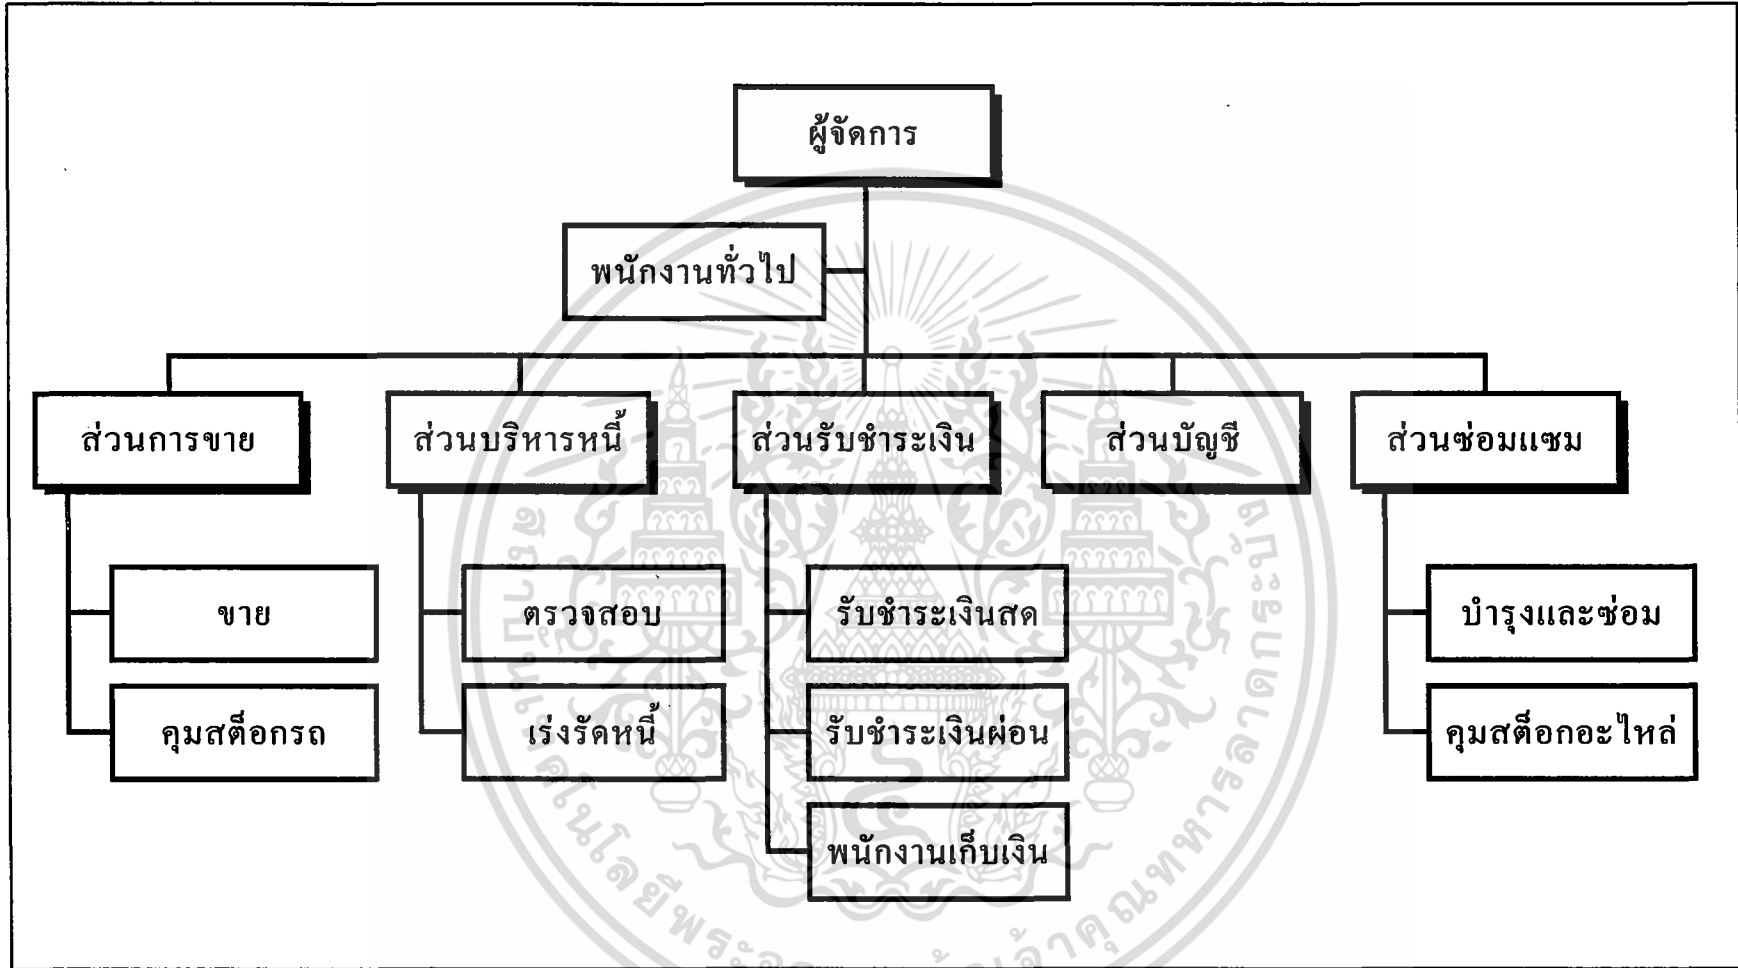 ผู้จัดการ
พนักงานทั่วไป
ส่วนการขาย
ส่วนบริหารหนี้
ส่วนรับชำระเงิน
ส่วนบัญชี
ส่วนซ่อมแซม
ขาย
ตรวจสอบ
รับชำระเงินสด
บำรุงและซ่อม
คุมสต็อกรถ
เร่งรัดหนี้
รับชำระเงินผ่อน
คุมสต็อกอะไหล่
พนักงานเก็บเงิน